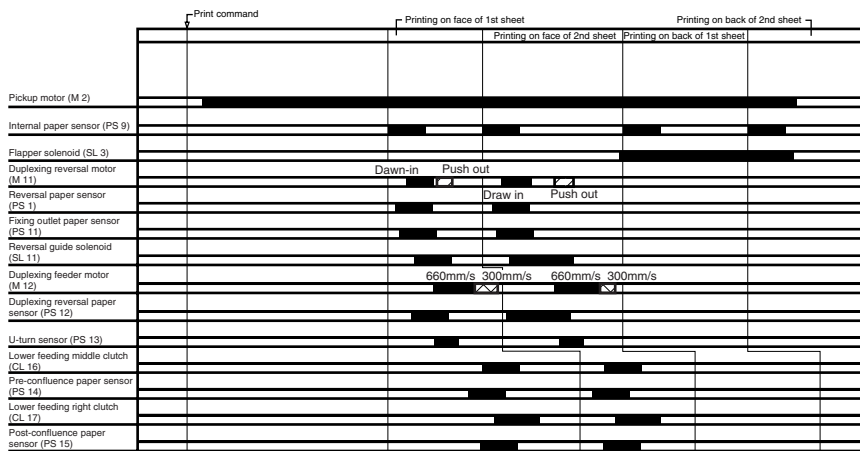 Print command
Printing on face of 1st sheet
Printing on back of 2nd sheet
Printing on face of 2nd sheet
Printing on back of 1st sheet
Pickup motor (M 2)
Internal paper sensor (PS 9)
Flapper solenoid (SL 3)
Duplexing reversal motor
(M 11)
Dawn-in
Push out
Reversal paper sensor
(PS 1)
Draw in
Push out
Fixing outlet paper sensor
(PS 11)
Reversal guide solenoid
(SL 11)
Duplexing feeder motor
(M 12)
660mm/s
300mm/s
660mm/s
300mm/s
Duplexing reversal paper
sensor (PS 12)
U-turn sensor (PS 13)
Lower feeding middle clutch
(CL 16)
Pre-confluence paper sensor
(PS 14)
Lower feeding right clutch
(CL 17)
Post-confluence paper
sensor (PS 15)